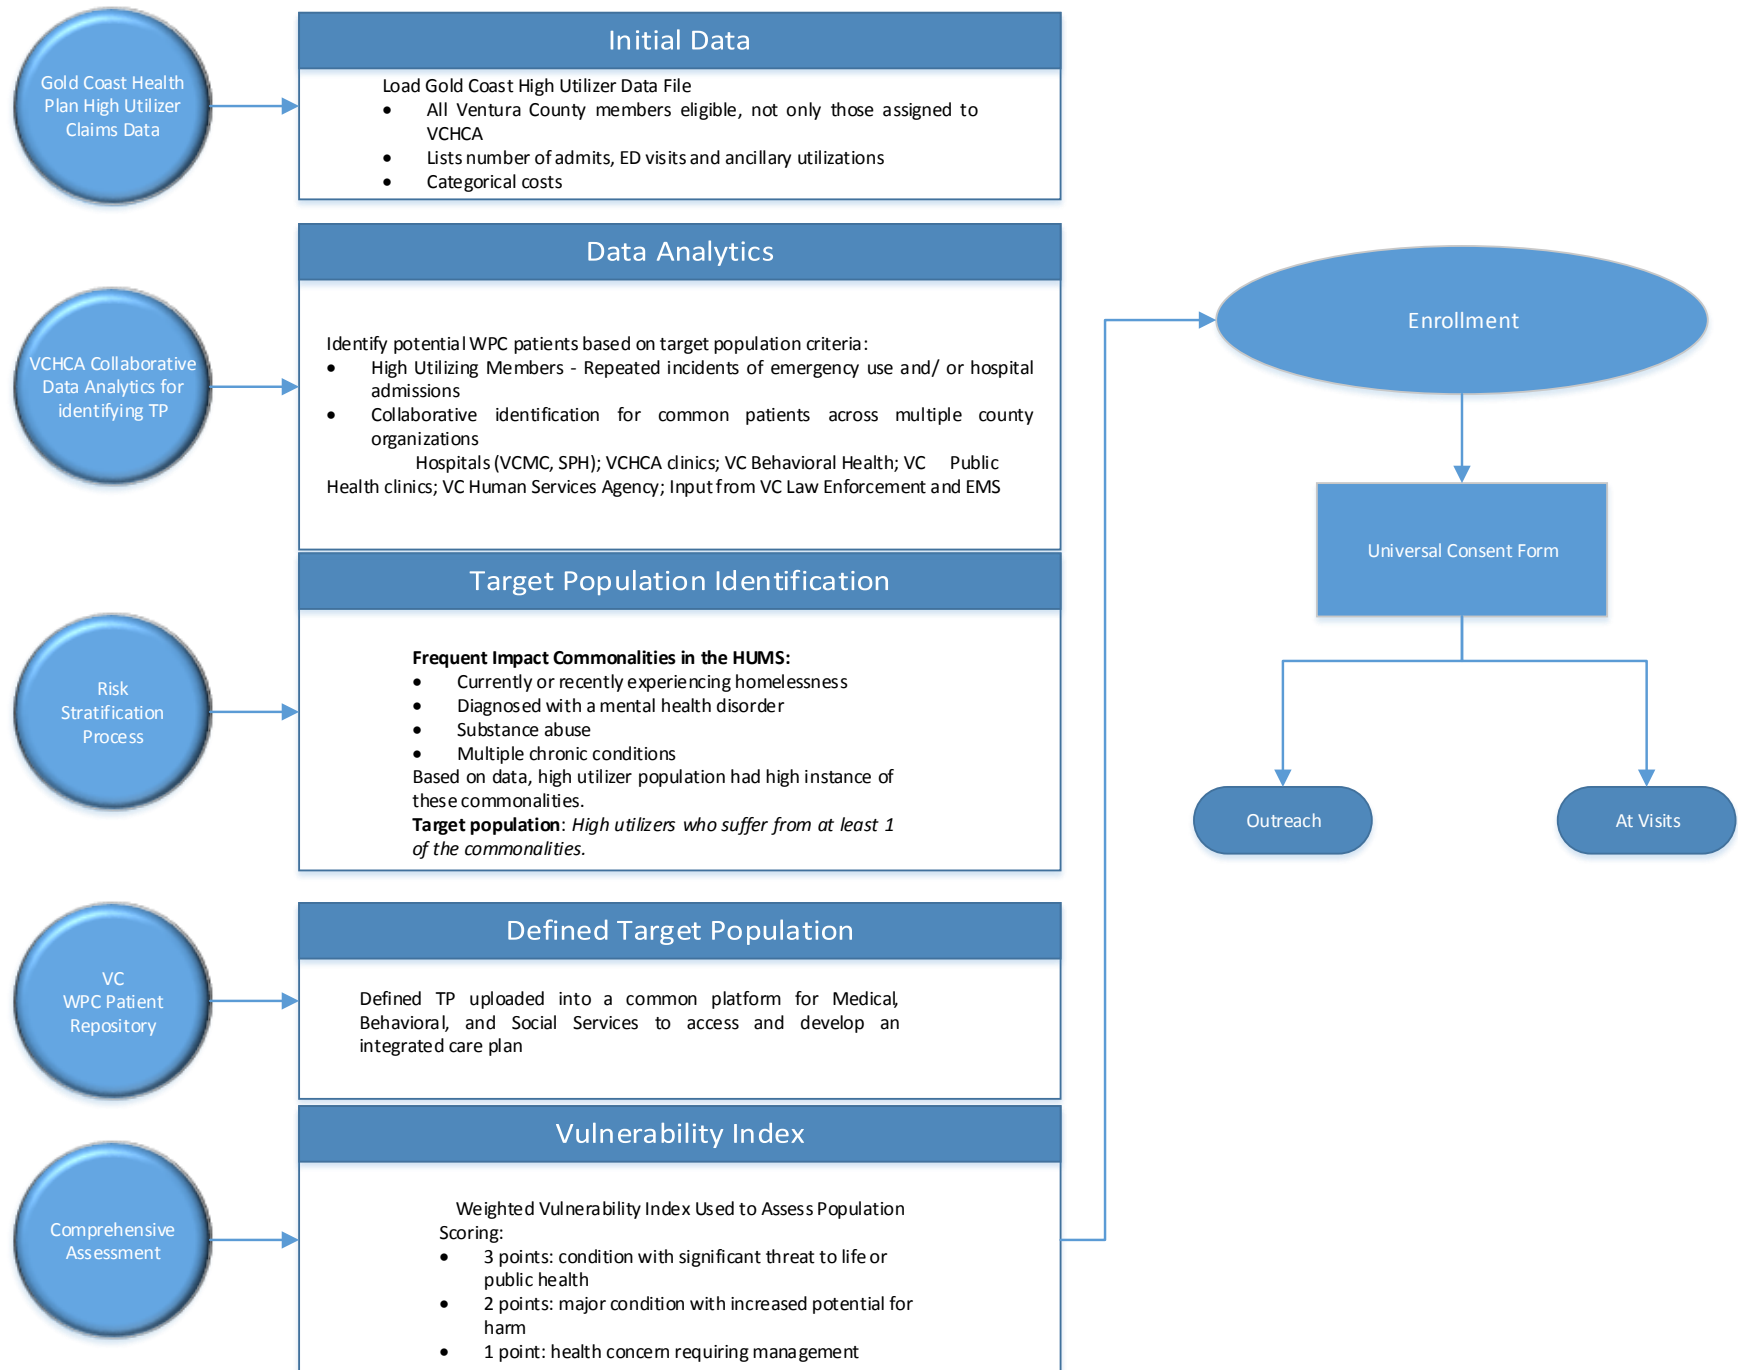 Gold Coast Health
Plan High Utilizer
Claims Data
Initial Data
Load Gold Coast High Utilizer Data File
• All Ventura County members eligible, not only those assigned to
VCHCA
• Lists number of admits, ED visits and ancillary utilizations
• Categorical costs
VCHCA Collaborative
Data Analytics for
identifying TP
Data Analytics
Identify potential WPC patients based on target population criteria:
• High Utilizing Members - Repeated incidents of emergency use and/ or hospital
admissions
• Collaborative identification for common patients across multiple county
organizations
Hospitals (VCMC, SPH); VCHCA clinics; VC Behavioral Health; VC Public
Health clinics; VC Human Services Agency; Input from VC Law Enforcement and EMS
Risk
Stratification
Process
Target Population Identification
Frequent Impact Commonalities in the HUMS:
• Currently or recently experiencing homelessness
• Diagnosed with a mental health disorder
• Substance abuse
• Multiple chronic conditions
Based on data, high utilizer population had high instance of
these commonalities.
Target population: High utilizers who suffer from at least 1
of the commonalities.
VC
WPC Patient
Repository
Defined Target Population
Defined TP uploaded into a common platform for Medical,
Behavioral, and Social Services to access and develop an
integrated care plan
Comprehensive
Assessment
Vulnerability Index
Weighted Vulnerability Index Used to Assess Population
Scoring:
• 3 points: condition with significant threat to life or
public health
• 2 points: major condition with increased potential for
harm
• 1 point: health concern requiring management
Enrollment
Universal Consent Form
Outreach
At Visits